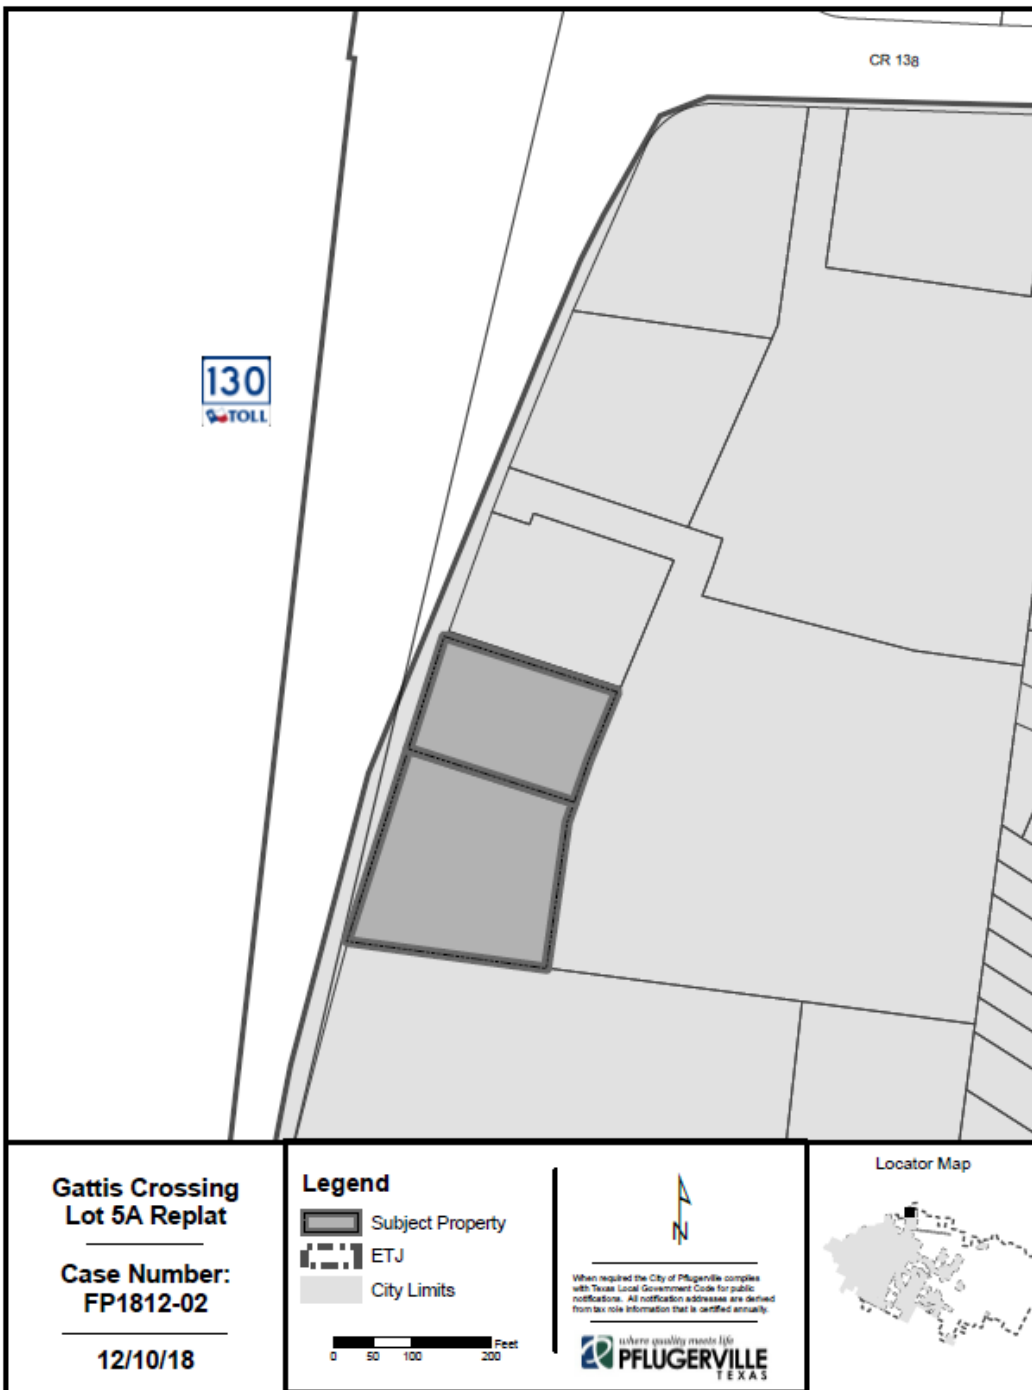 CR 138
130
TOLL
Gattis Crossing
Lot 5A Replat
Case Number:
FP1812-02
12/10/18
Legend
Subject Property
ETJ
City Limits
Feet
0 50 100 200
N
When required the City of Pflugerville complies
with Texas Local Government Code for public
notifications. All notification addresses are derived
from tax role information that is certified annually.
where quality meets life
PFLUGERVILLE
TEXAS
Locator Map